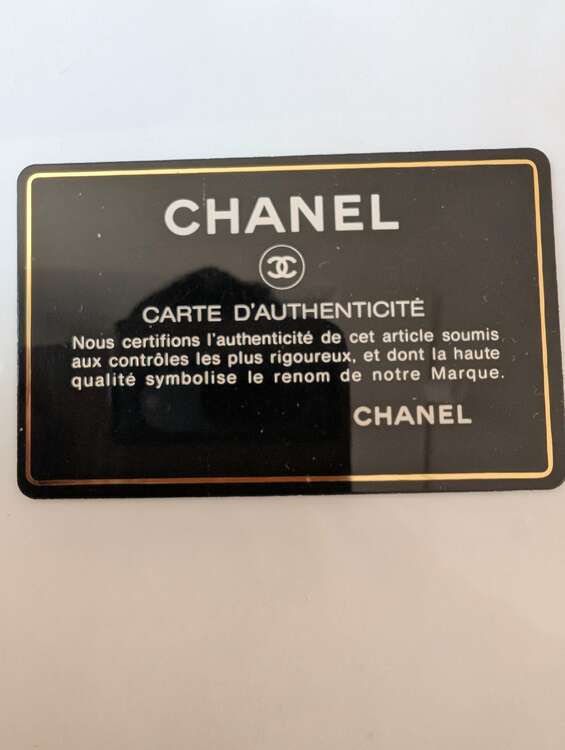 CHANEL
CARTE D'AUTHENTICITÉ
Nous certifions l'authenticité de cet article soumis
aux contrôles les plus rigoureux, et dont la haute
qualité symbolise le renom de notre Marque.
CHANEL